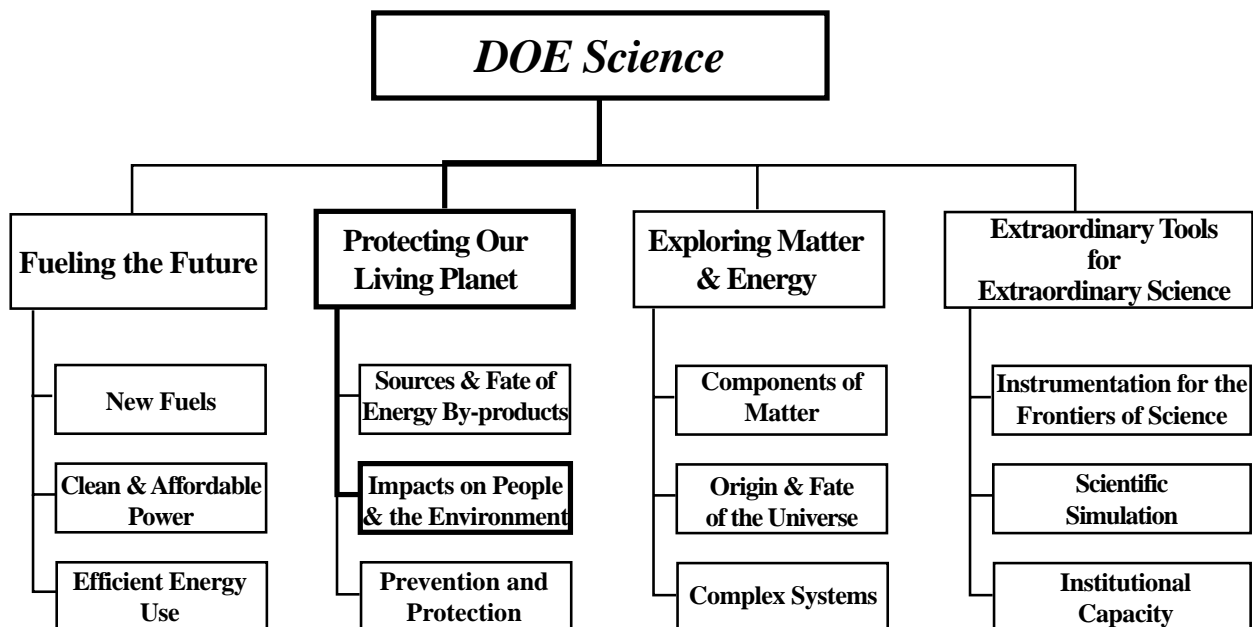 DOE Science
Fueling the Future
Protecting Our
Living Planet
Exploring Matter
& Energy
Extraordinary Tools
for
Extraordinary Science
New Fuels
Clean & Affordable
Power
Efficient Energy
Use
Sources & Fate of
Energy By-products
Impacts on People
& the Environment
Prevention and
Protection
Components of
Matter
Origin & Fate
of the Universe
Complex Systems
Instrumentation for the
Frontiers of Science
Scientific
Simulation
Institutional
Capacity